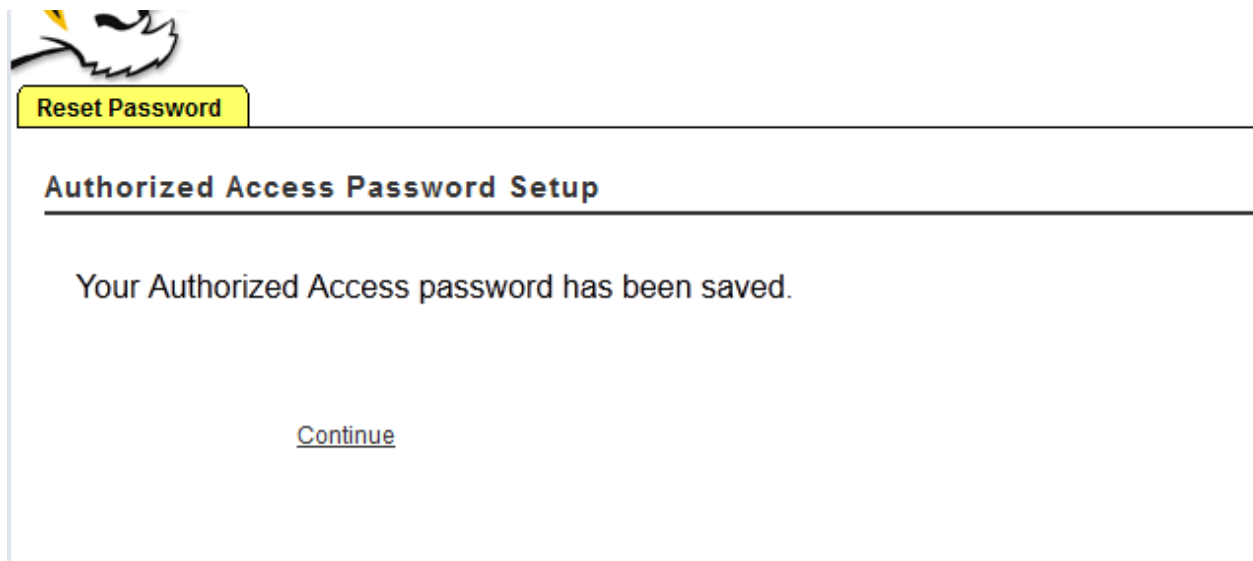 Reset Password
Authorized Access Password Setup
Your Authorized Access password has been saved.
Continue